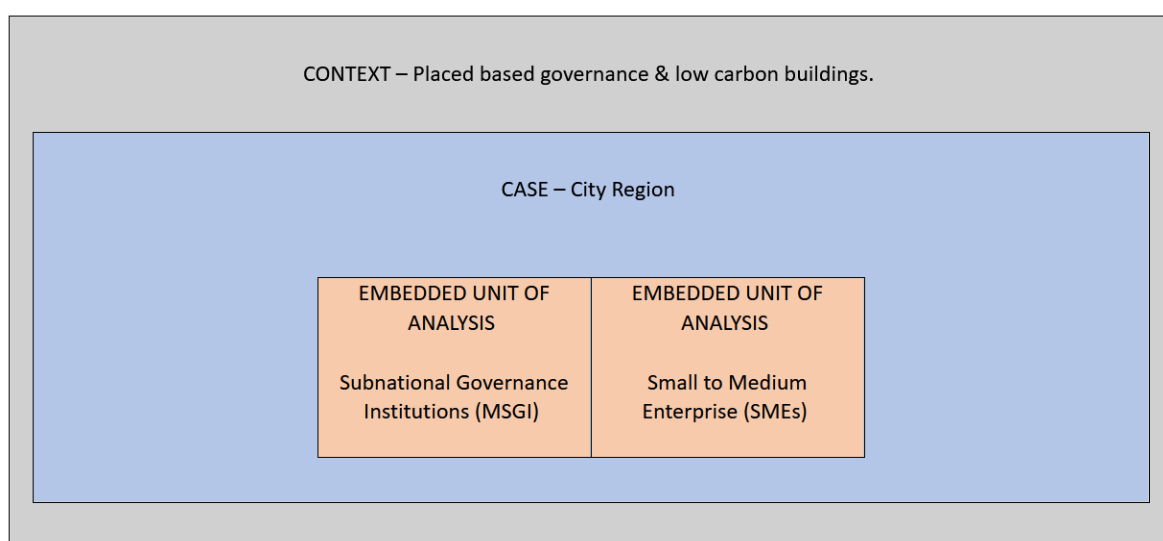 CONTEXT – Placed based governance & low carbon buildings.
CASE – City Region
EMBEDDED UNIT OF
ANALYSIS
Subnational Governance
Institutions (MSGI)
EMBEDDED UNIT OF
ANALYSIS
Small to Medium
Enterprise (SMEs)